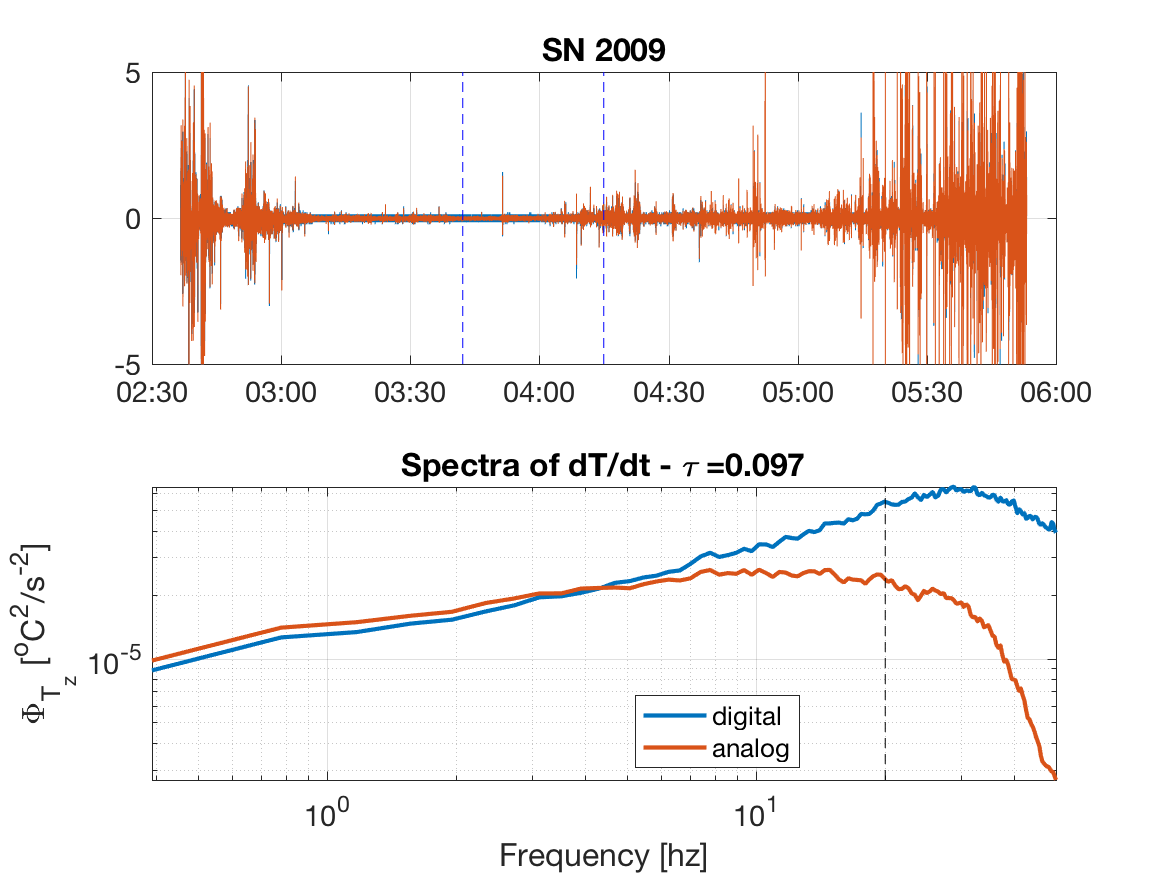 SN 2009
5
0
-5
02:30 03:00 03:30 04:00 04:30 05:00 05:30 06:00
Spectra of dT/dt - τ =0.097
Φ_{T_z} [°C²/s⁻²]
10⁻⁵
digital
analog
10⁰ 10¹
Frequency [hz]